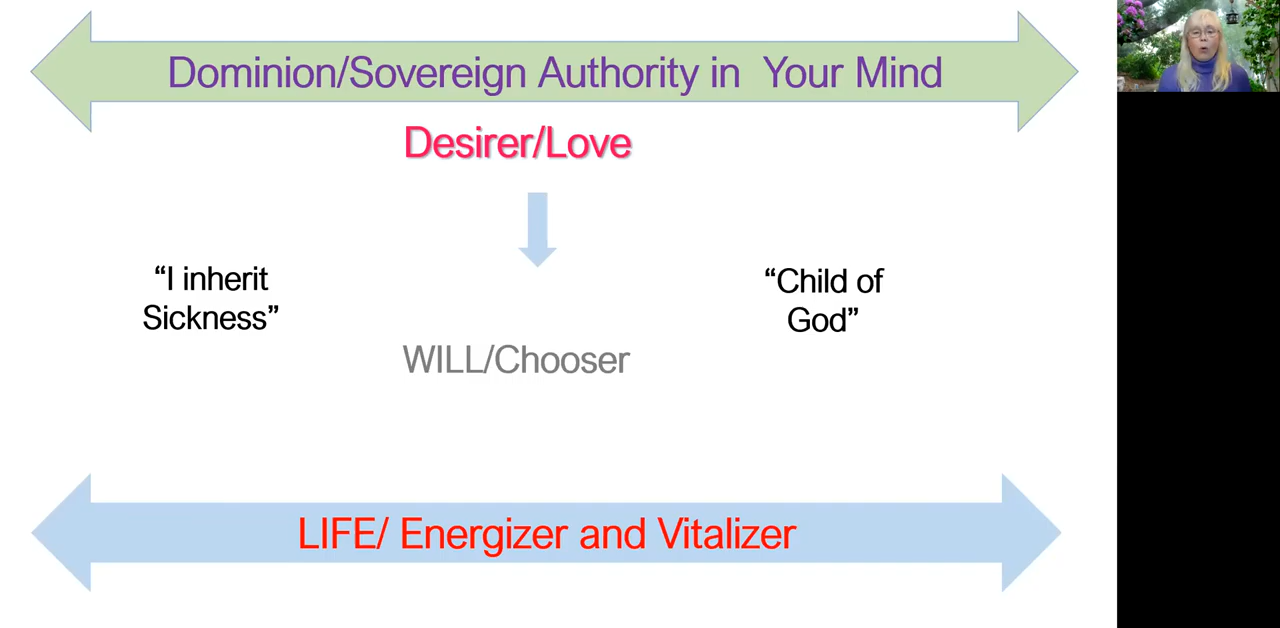 Dominion/Sovereign Authority in Your Mind
Desirer/Love
“I inherit
Sickness”
“Child of
God”
WILL/Chooser
LIFE/ Energizer and Vitalizer